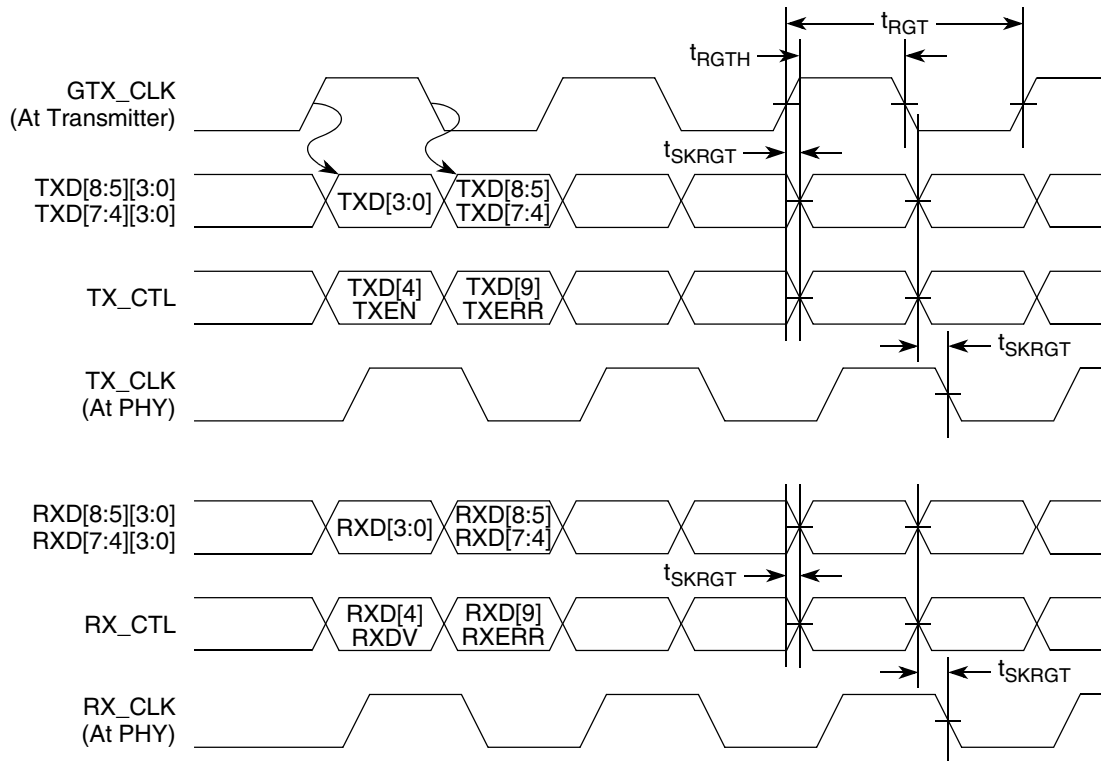 tRGT
tRGTH
GTX_CLK
(At Transmitter)
tSKRGT
TXD[8:5][3:0]
TXD[7:4][3:0]
TXD[3:0]
TXD[8:5]
TXD[7:4]
TX_CTL
TXD[4]
TXEN
TXD[9]
TXERR
tSKRGT
TX_CLK
(At PHY)
RXD[8:5][3:0]
RXD[7:4][3:0]
RXD[3:0]
RXD[8:5]
RXD[7:4]
tSKRGT
RX_CTL
RXD[4]
RXDV
RXD[9]
RXERR
tSKRGT
RX_CLK
(At PHY)